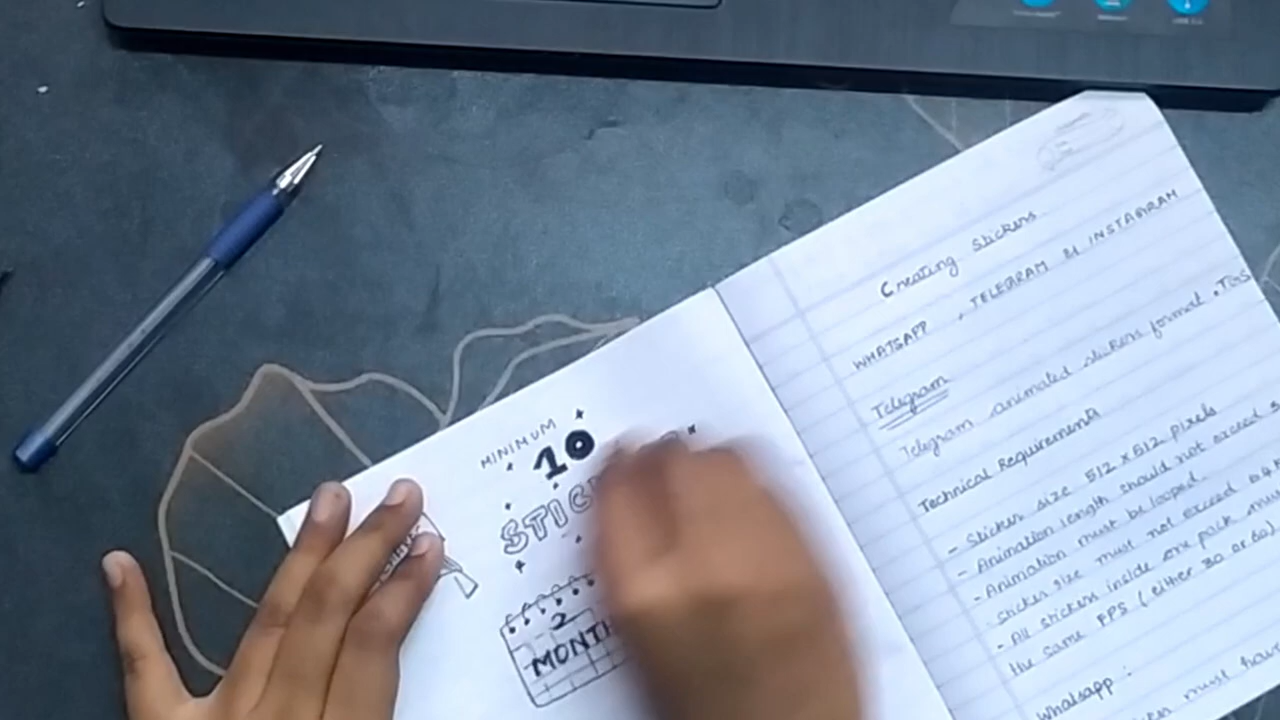 MINIMUM
10
2
Creating Stickers
WHATSAPP, TELEGRAM & INSTAGRAM
Telegram
Telegram animated stickers format .TGS
Technical Requirements
- Sticker size 512 x 512 pixels
- Animation length should not exceed
- Animation must be looped
- Sticker size must not exceed 64
- All stickers inside one pack
the same FPS (either 30 or 60)
Whatsapp :
must have